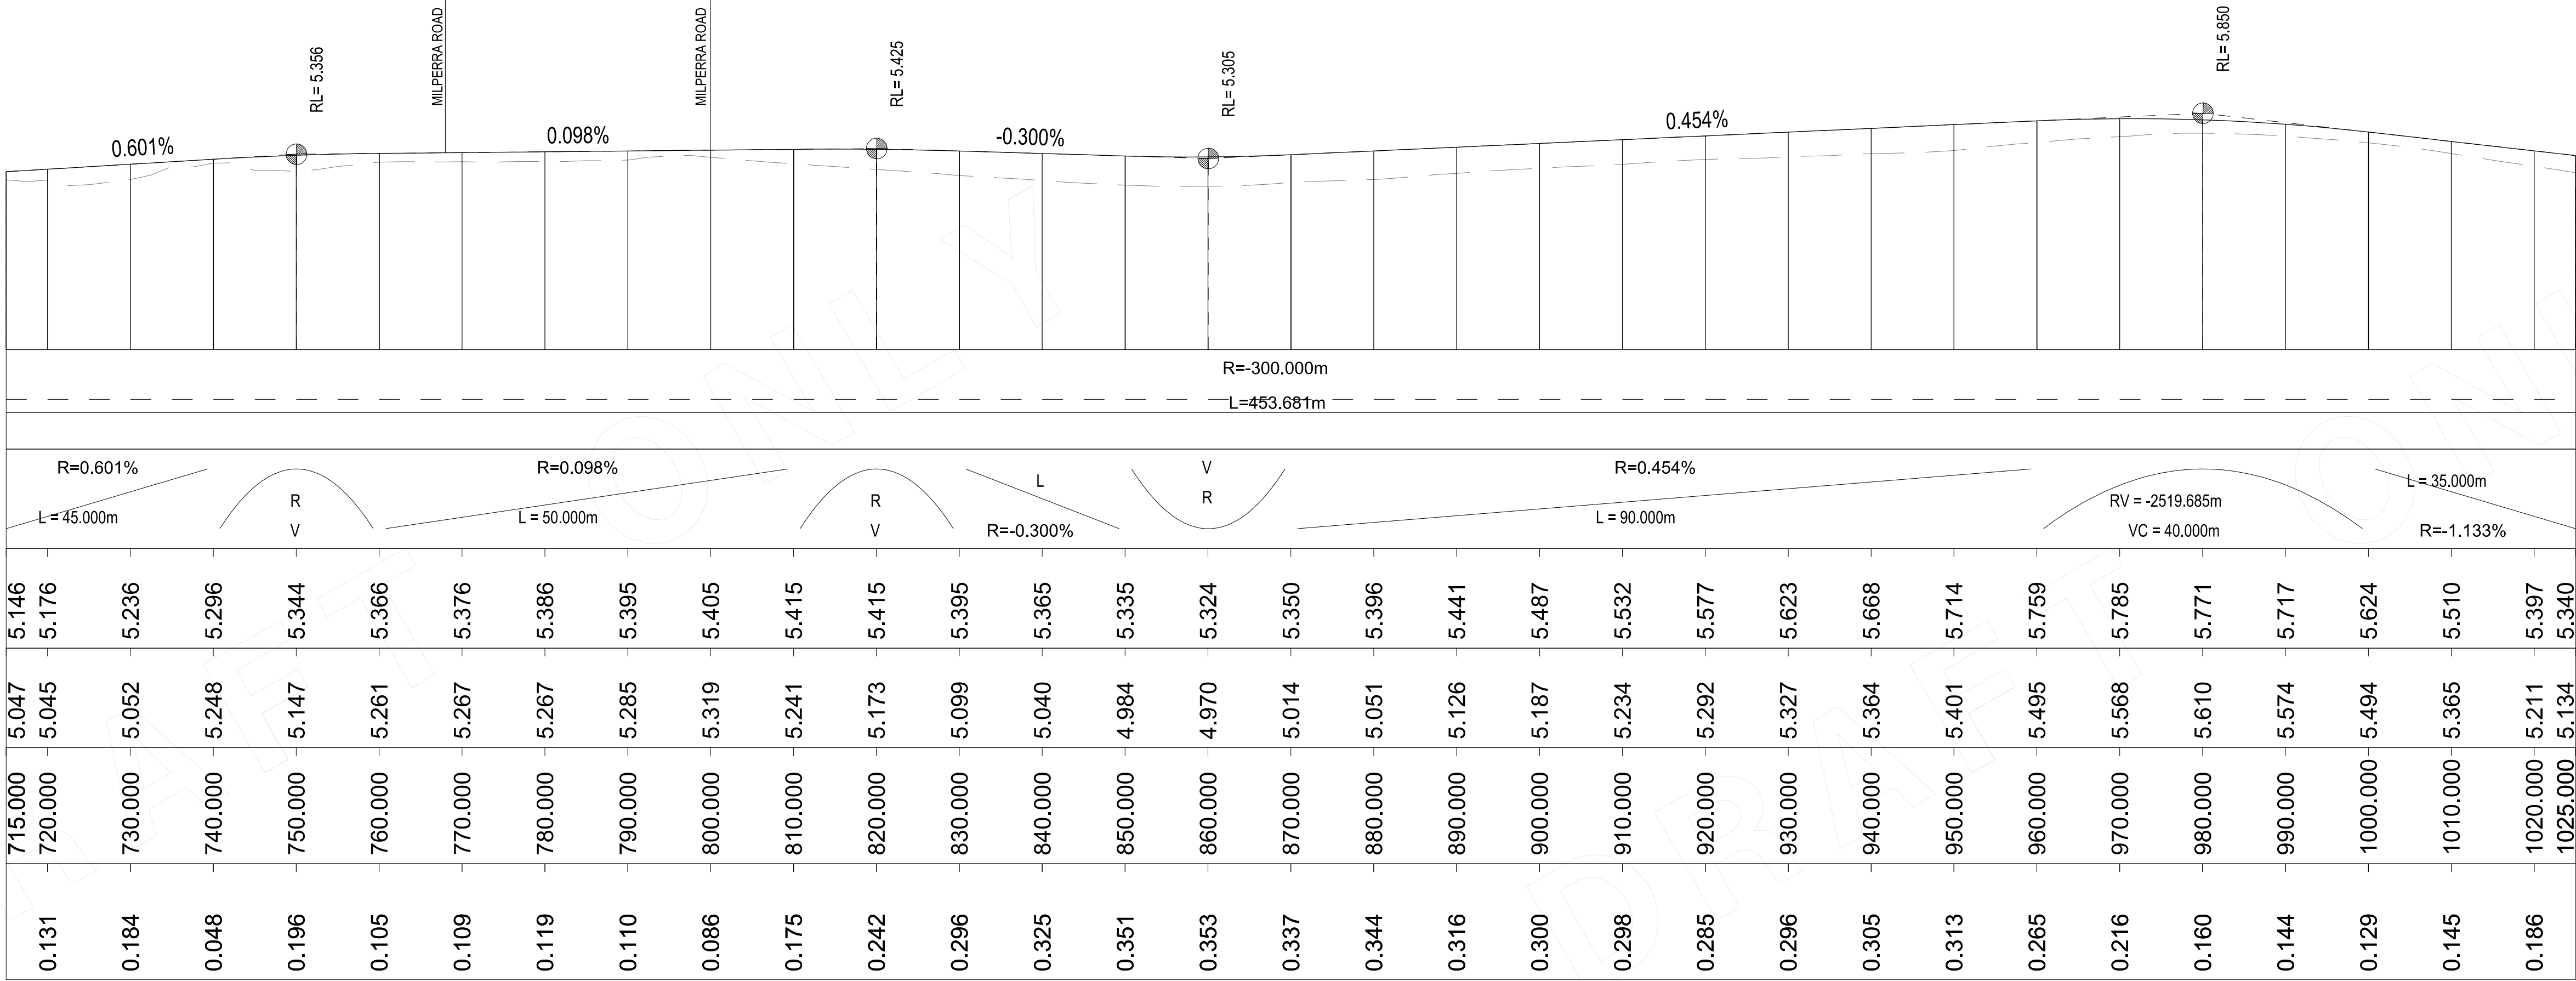 RL= 5.356
MILPERRA ROAD
MILPERRA ROAD
RL= 5.425
RL= 5.305
RL= 5.850
0.601%
0.098%
-0.300%
0.454%
R=-300.000m
L=453.681m
R=0.601%
L = 45.000m
R
V
R=0.098%
L = 50.000m
R
V
L
R=-0.300%
V
R
R=0.454%
L = 90.000m
RV = -2519.685m
VC = 40.000m
L = 35.000m
R=-1.133%
5.146 5.176 5.236 5.296 5.344 5.366 5.376 5.386 5.395 5.405 5.415 5.415 5.395 5.365 5.335 5.324 5.350 5.396 5.441 5.487 5.532 5.577 5.623 5.668 5.714 5.759 5.785 5.771 5.717 5.624 5.510 5.397 5.340
5.047 5.045 5.052 5.248 5.147 5.261 5.267 5.267 5.285 5.319 5.241 5.173 5.099 5.040 4.984 4.970 5.014 5.051 5.126 5.187 5.234 5.292 5.327 5.364 5.401 5.495 5.568 5.610 5.574 5.494 5.365 5.211 5.134
715.000 720.000 730.000 740.000 750.000 760.000 770.000 780.000 790.000 800.000 810.000 820.000 830.000 840.000 850.000 860.000 870.000 880.000 890.000 900.000 910.000 920.000 930.000 940.000 950.000 960.000 970.000 980.000 990.000 1000.000 1010.000 1020.000 1025.000
0.131 0.184 0.048 0.196 0.105 0.109 0.119 0.110 0.086 0.175 0.242 0.296 0.325 0.351 0.353 0.337 0.344 0.316 0.300 0.298 0.285 0.296 0.305 0.313 0.265 0.216 0.160 0.144 0.129 0.145 0.186
RAFT ONLY
DRAFT ON